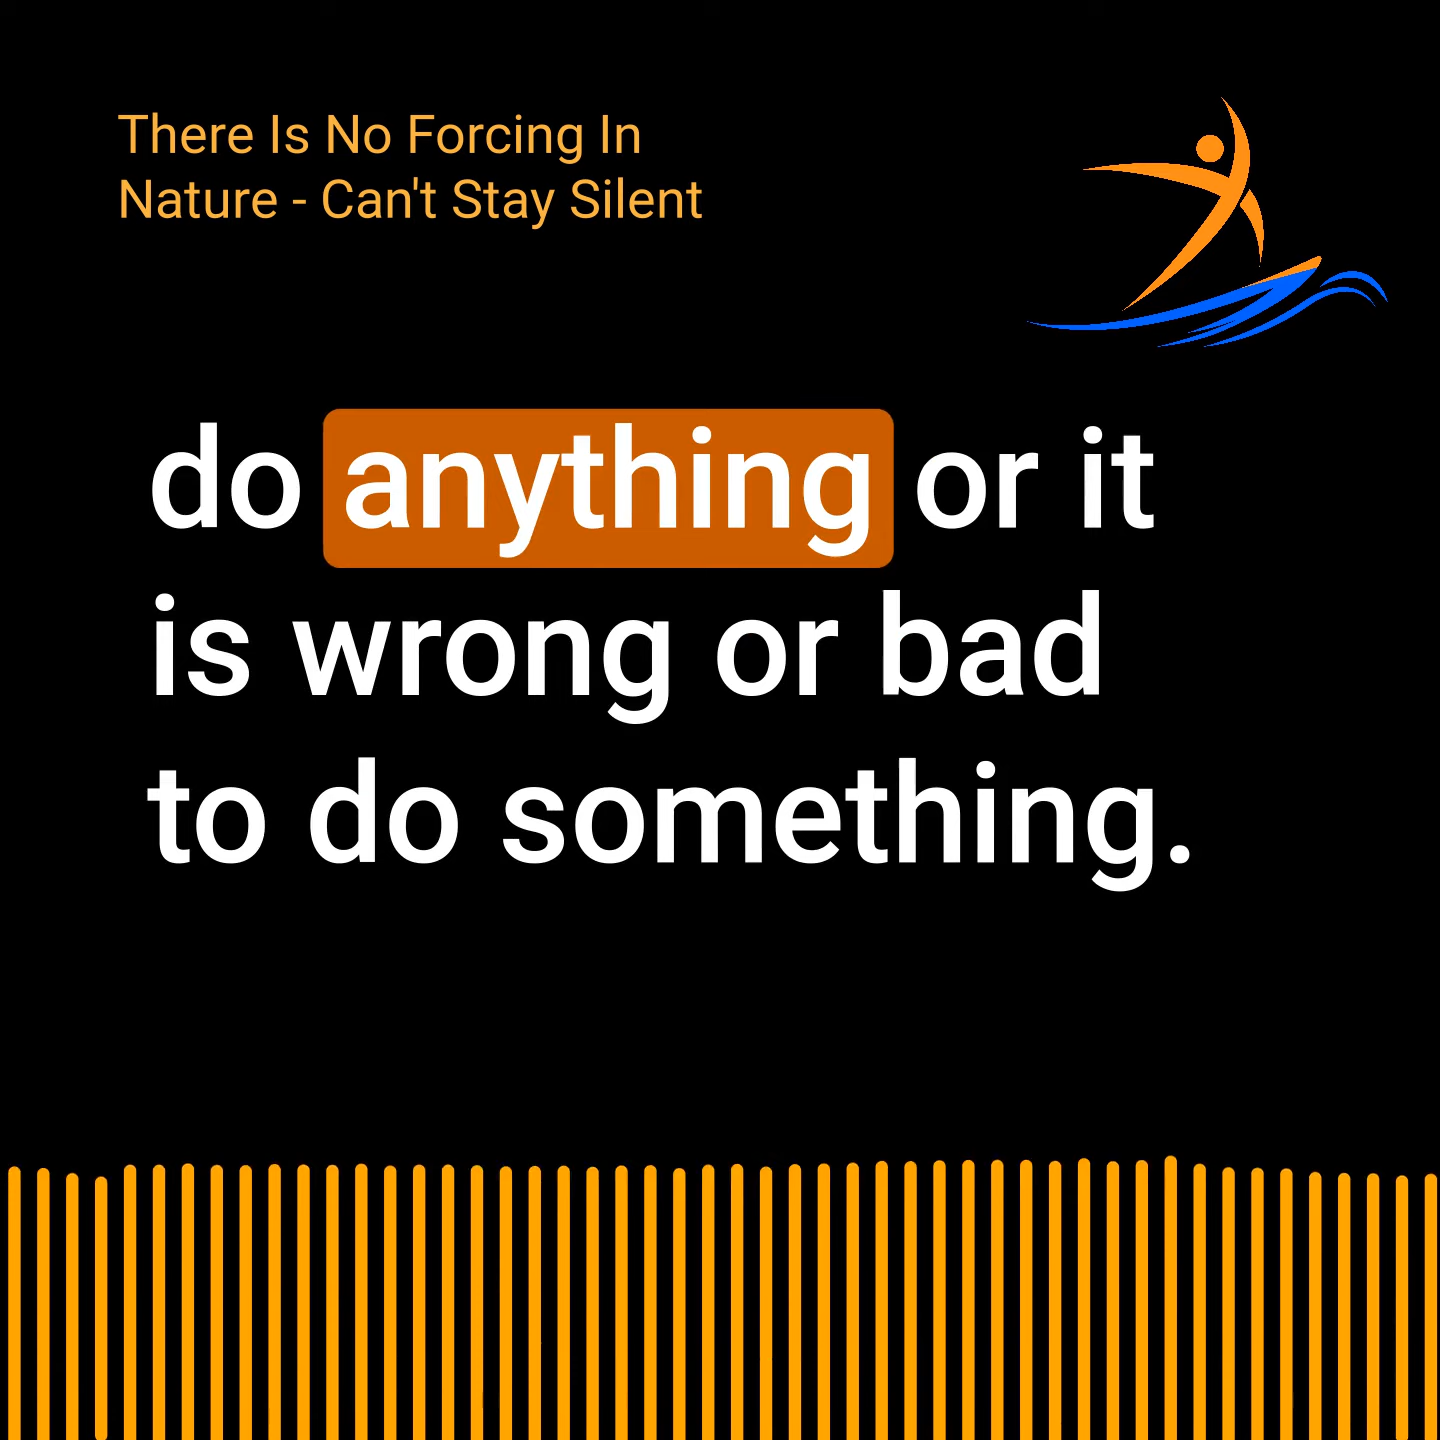 There Is No Forcing In
Nature - Can't Stay Silent
do anything or it
is wrong or bad
to do something.